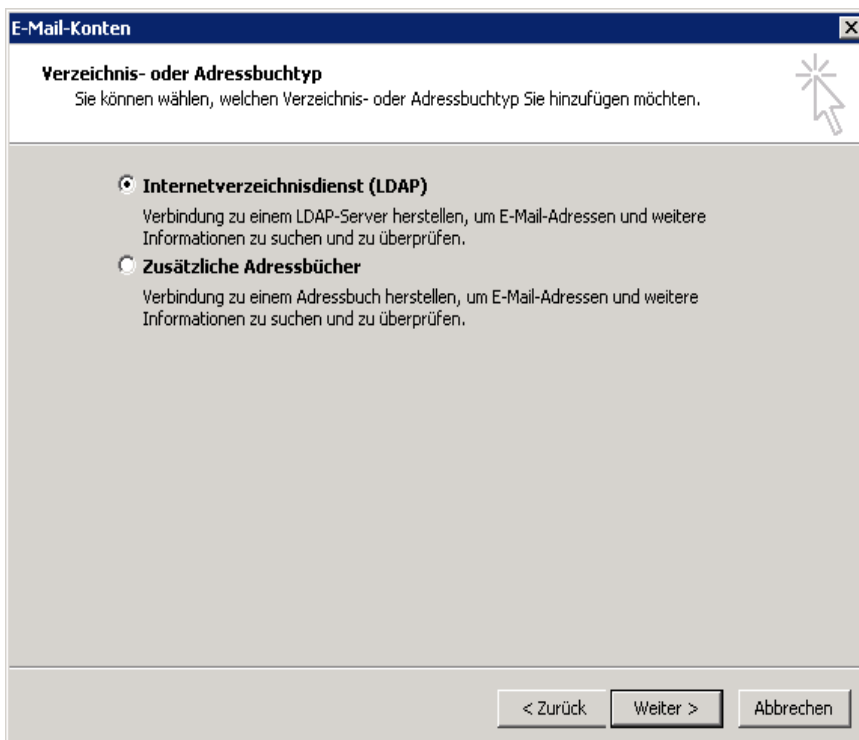 E-Mail-Konten
Verzeichnis- oder Adressbuchtyp
Sie können wählen, welchen Verzeichnis- oder Adressbuchtyp Sie hinzufügen möchten.
Internetverzeichnisdienst (LDAP)
Verbindung zu einem LDAP-Server herstellen, um E-Mail-Adressen und weitere
Informationen zu suchen und zu überprüfen.
Zusätzliche Adressbücher
Verbindung zu einem Adressbuch herstellen, um E-Mail-Adressen und weitere
Informationen zu suchen und zu überprüfen.
< Zurück Weiter > Abbrechen